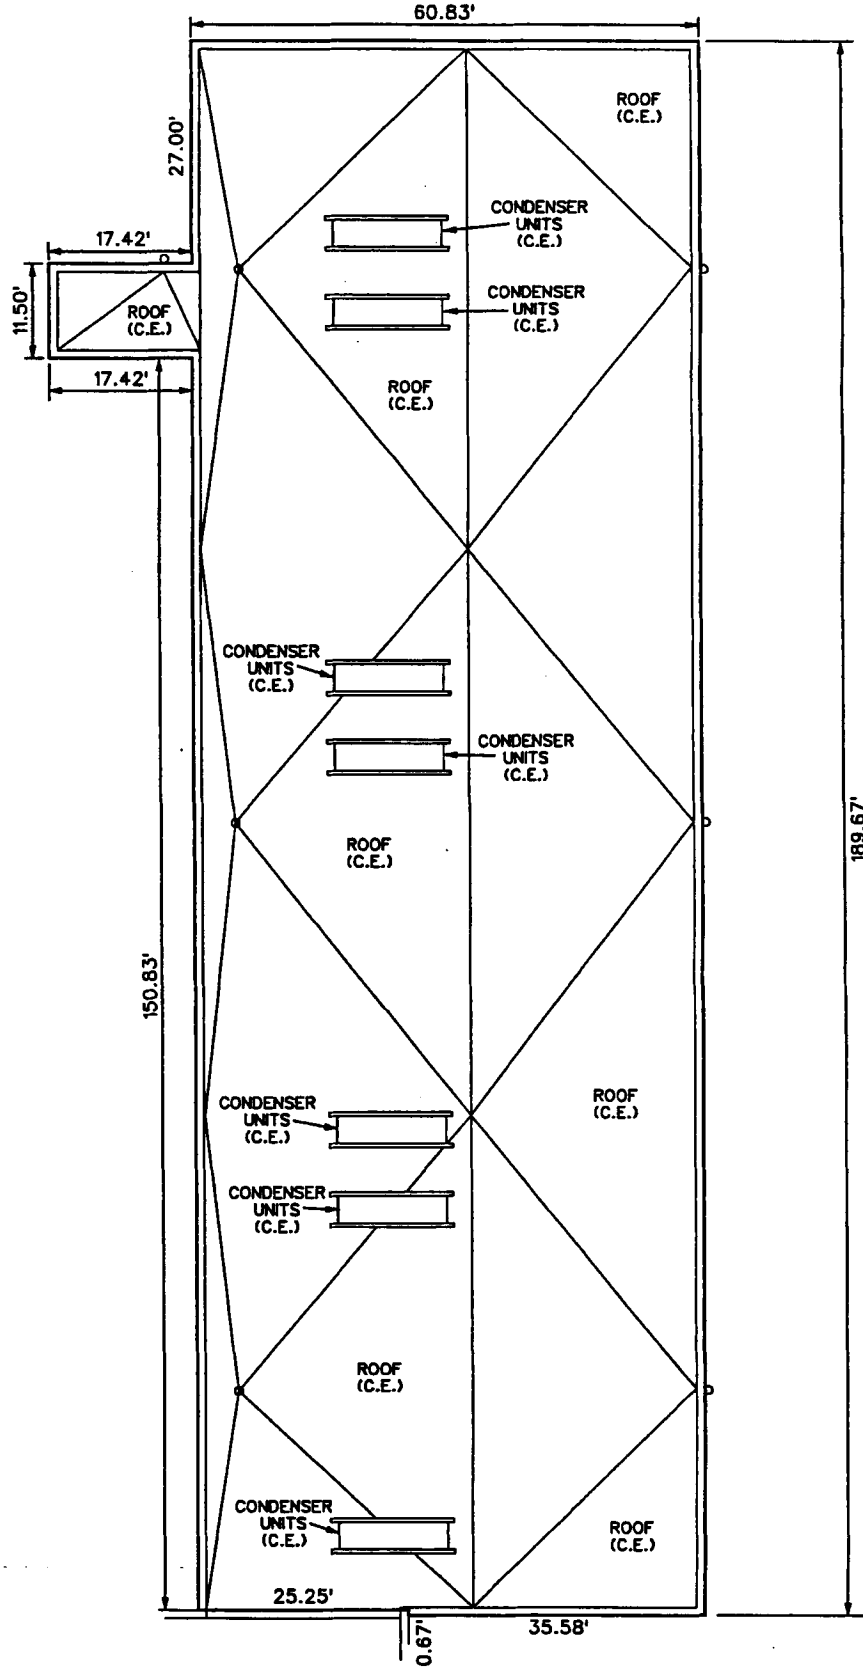 60.83'
ROOF
(C.E.)
27.00'
CONDENSER
UNITS
(C.E.)
17.42'
11.50'
ROOF
(C.E.)
CONDENSER
UNITS
(C.E.)
17.42'
ROOF
(C.E.)
CONDENSER
UNITS
(C.E.)
CONDENSER
UNITS
(C.E.)
189.67'
ROOF
(C.E.)
150.83'
CONDENSER
UNITS
(C.E.)
ROOF
(C.E.)
CONDENSER
UNITS
(C.E.)
ROOF
(C.E.)
CONDENSER
UNITS
(C.E.)
ROOF
(C.E.)
25.25'
0.67'
35.58'